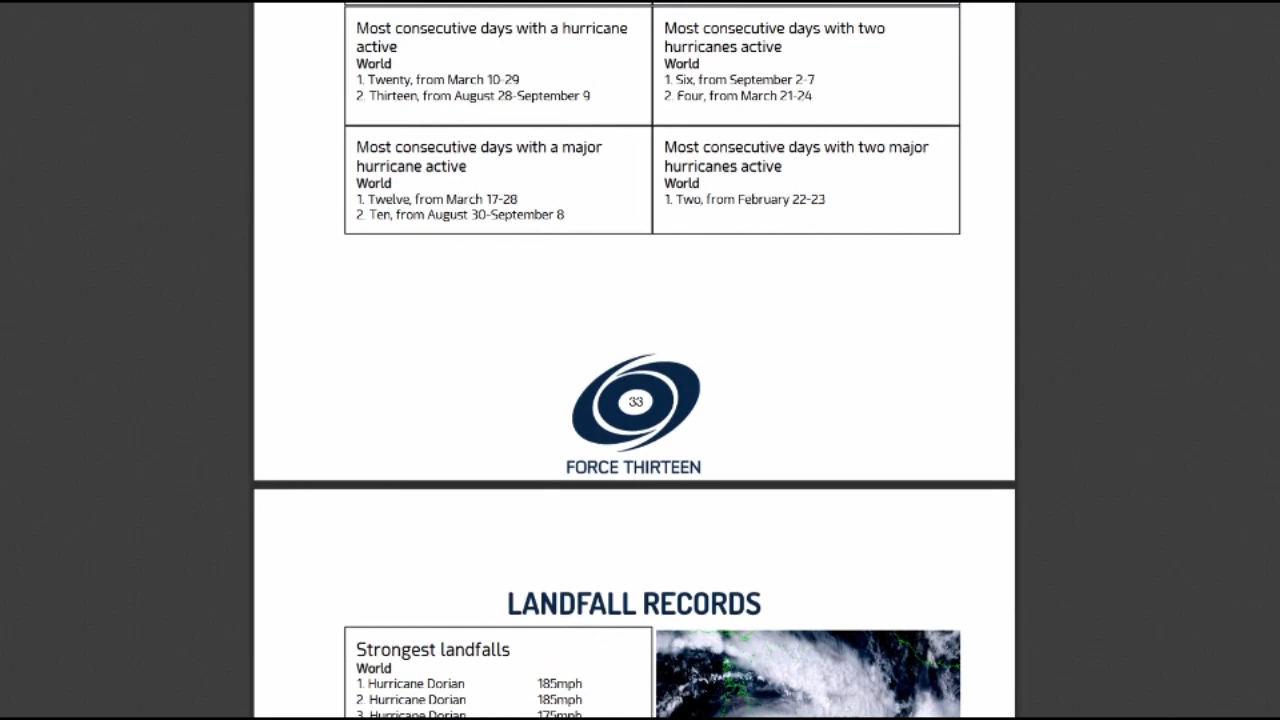 Most consecutive days with a hurricane
active
World
1. Twenty, from March 10-29
2. Thirteen, from August 28-September 9
Most consecutive days with two
hurricanes active
World
1. Six, from September 2-7
2. Four, from March 21-24
Most consecutive days with a major
hurricane active
World
1. Twelve, from March 17-28
2. Ten, from August 30-September 8
Most consecutive days with two major
hurricanes active
World
1. Two, from February 22-23
33
FORCE THIRTEEN
LANDFALL RECORDS
Strongest landfalls
World
1. Hurricane Dorian 185mph
2. Hurricane Dorian 185mph
3. Hurricane Dorian 175mph